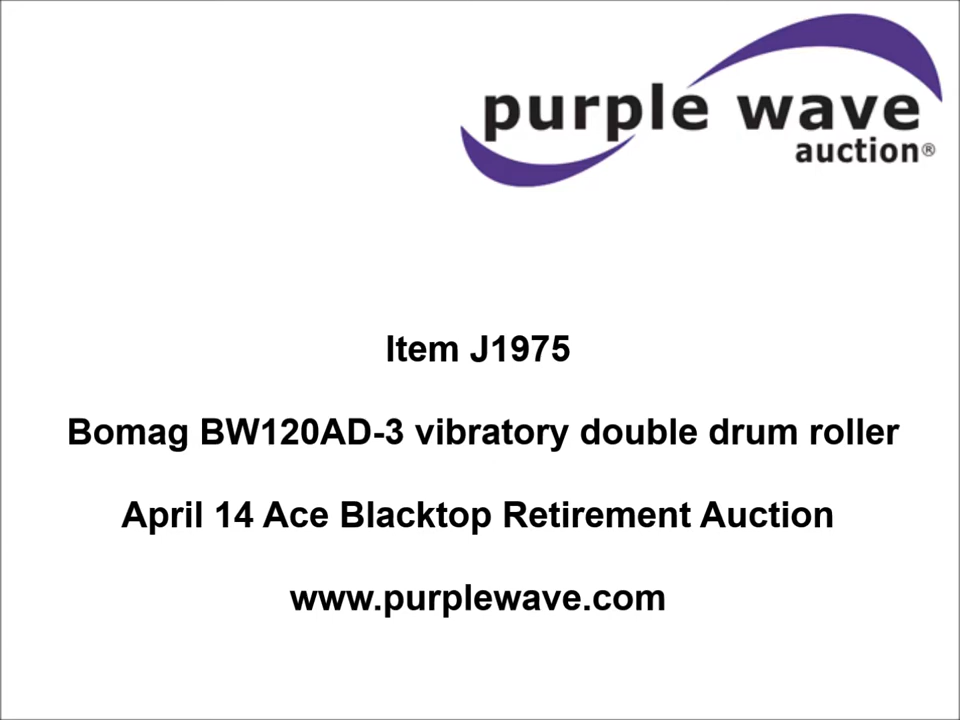 purple wave
auction®
Item J1975
Bomag BW120AD-3 vibratory double drum roller
April 14 Ace Blacktop Retirement Auction
www.purplewave.com